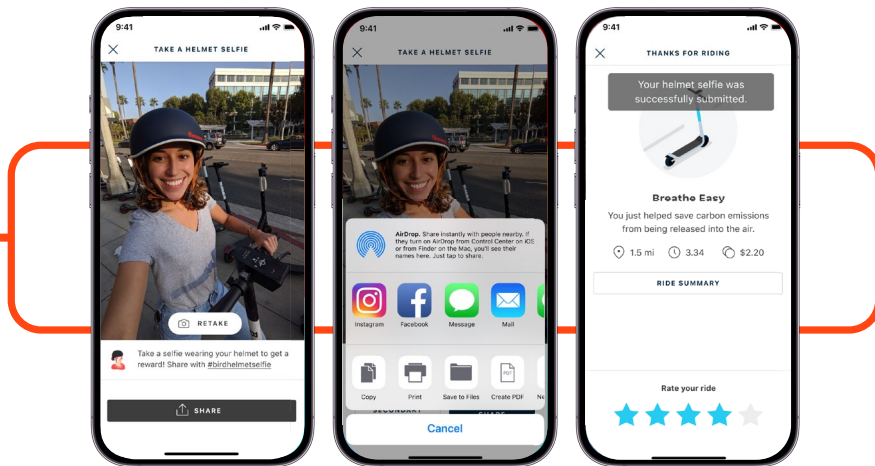 9:41
TAKE A HELMET SELFIE
RETAKE
Take a selfie wearing your helmet to get a
reward! Share with #birdhelmetselfie
SHARE
9:41
TAKE A HELMET SELFIE
AirDrop. Share instantly with people nearby. If
they turn on AirDrop from Control Center on iOS
or from Finder on the Mac, you'll see their
names here. Just tap to share.
Instagram
Facebook
Message
Mail
Copy
Print
Save to Files
PDF
Create PDF
SECONDARY
SHARE
Cancel
9:41
THANKS FOR RIDING
Your helmet selfie was
successfully submitted.
Breathe Easy
You just helped save carbon emissions
from being released into the air.
1.5 mi
3.34
$2.20
RIDE SUMMARY
Rate your ride